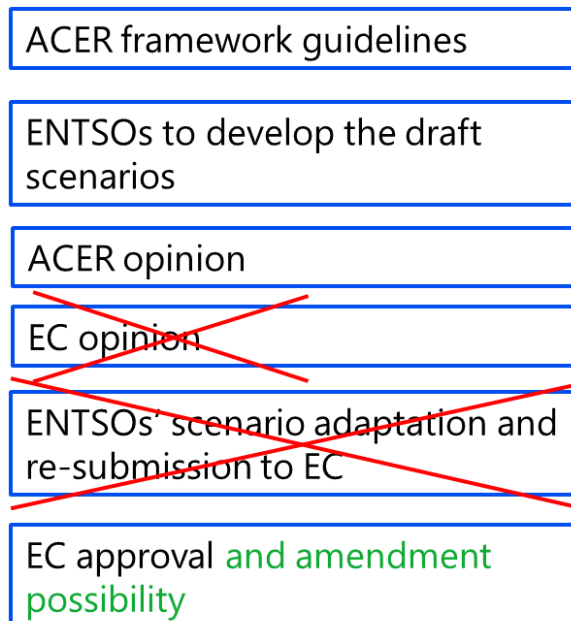 ACER framework guidelines
ENTSOs to develop the draft
scenarios
ACER opinion
EC opinion
ENTSOs’ scenario adaptation and
re-submission to EC
EC approval and amendment
possibility